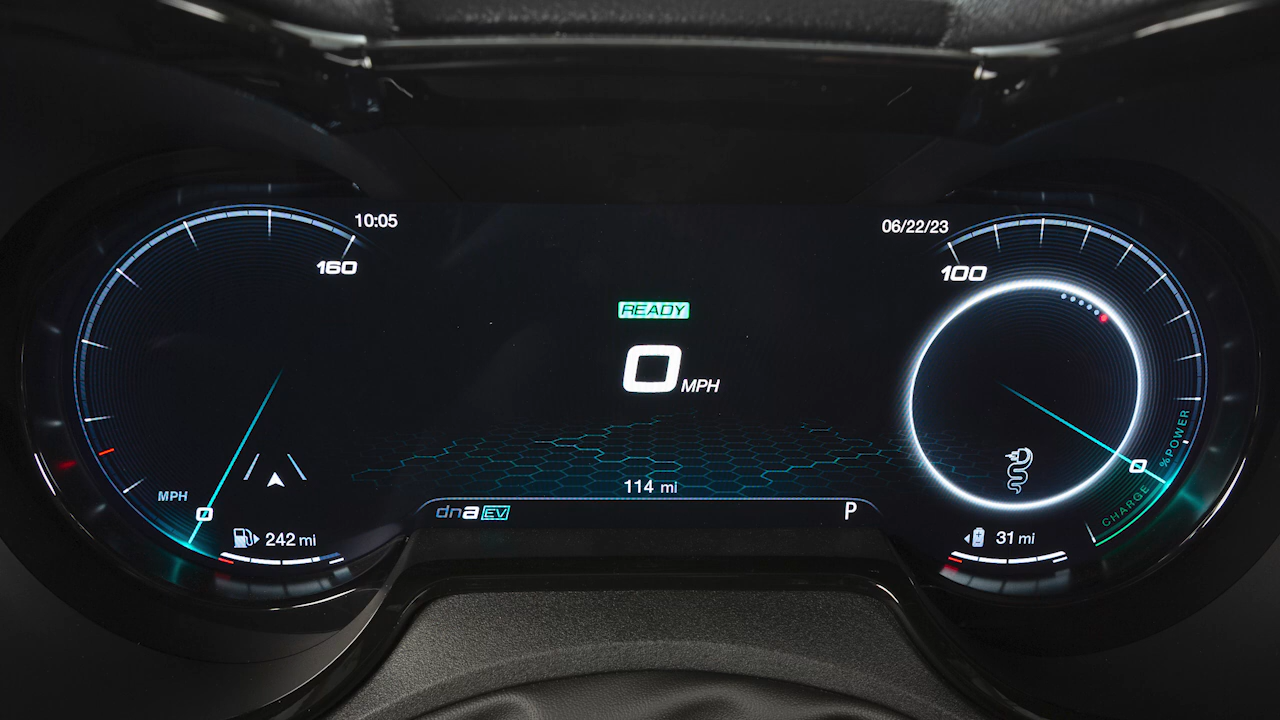 10:05
06/22/23
160
100
READY
0 MPH
%POWER
0
MPH
0
CHARGE
114 mi
dna EV
P
242 mi
31 mi